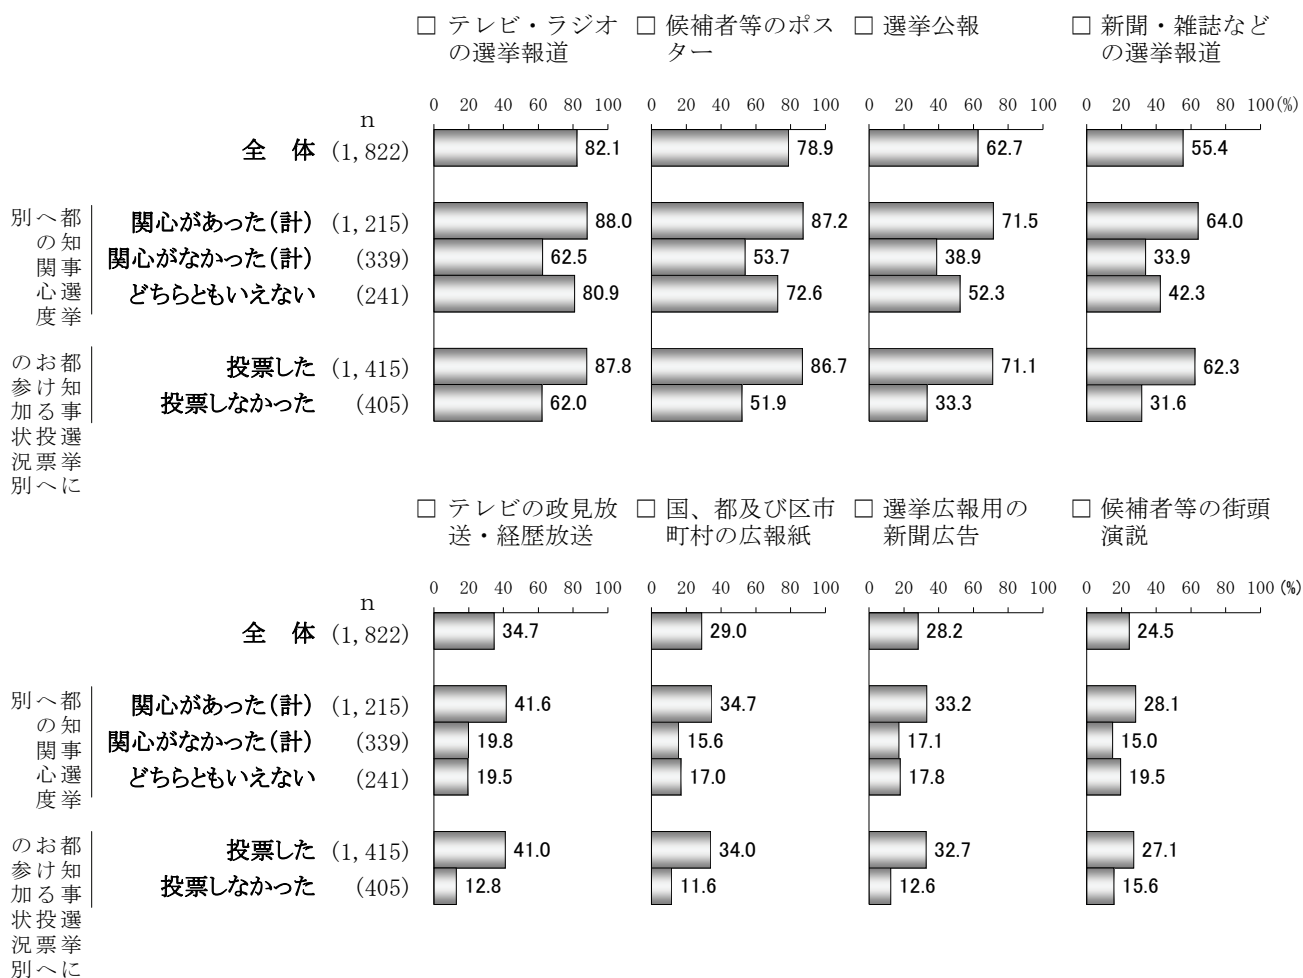 □ テレビ・ラジオ
の選挙報道
□ 候補者等のポス
ター
□ 選挙公報
□ 新聞・雑誌など
の選挙報道
0 20 40 60 80 100
0 20 40 60 80 100
0 20 40 60 80 100
0 20 40 60 80 100(%)
n
全 体 (1,822) 82.1 78.9 62.7 55.4
都知事選挙
への関心度
別
関心があった(計) (1,215) 88.0 87.2 71.5 64.0
関心がなかった(計) (339) 62.5 53.7 38.9 33.9
どちらともいえない (241) 80.9 72.6 52.3 42.3
都知事選挙に
おける投票へ
の参加状況別
投票した (1,415) 87.8 86.7 71.1 62.3
投票しなかった (405) 62.0 51.9 33.3 31.6
□ テレビの政見放
送・経歴放送
□ 国、都及び区市
町村の広報紙
□ 選挙広報用の
新聞広告
□ 候補者等の街頭
演説
0 20 40 60 80 100
0 20 40 60 80 100
0 20 40 60 80 100
0 20 40 60 80 100 (%)
n
全 体 (1,822) 34.7 29.0 28.2 24.5
都知事選挙
への関心度
別
関心があった(計) (1,215) 41.6 34.7 33.2 28.1
関心がなかった(計) (339) 19.8 15.6 17.1 15.0
どちらともいえない (241) 19.5 17.0 17.8 19.5
都知事選挙に
おける投票へ
の参加状況別
投票した (1,415) 41.0 34.0 32.7 27.1
投票しなかった (405) 12.8 11.6 12.6 15.6